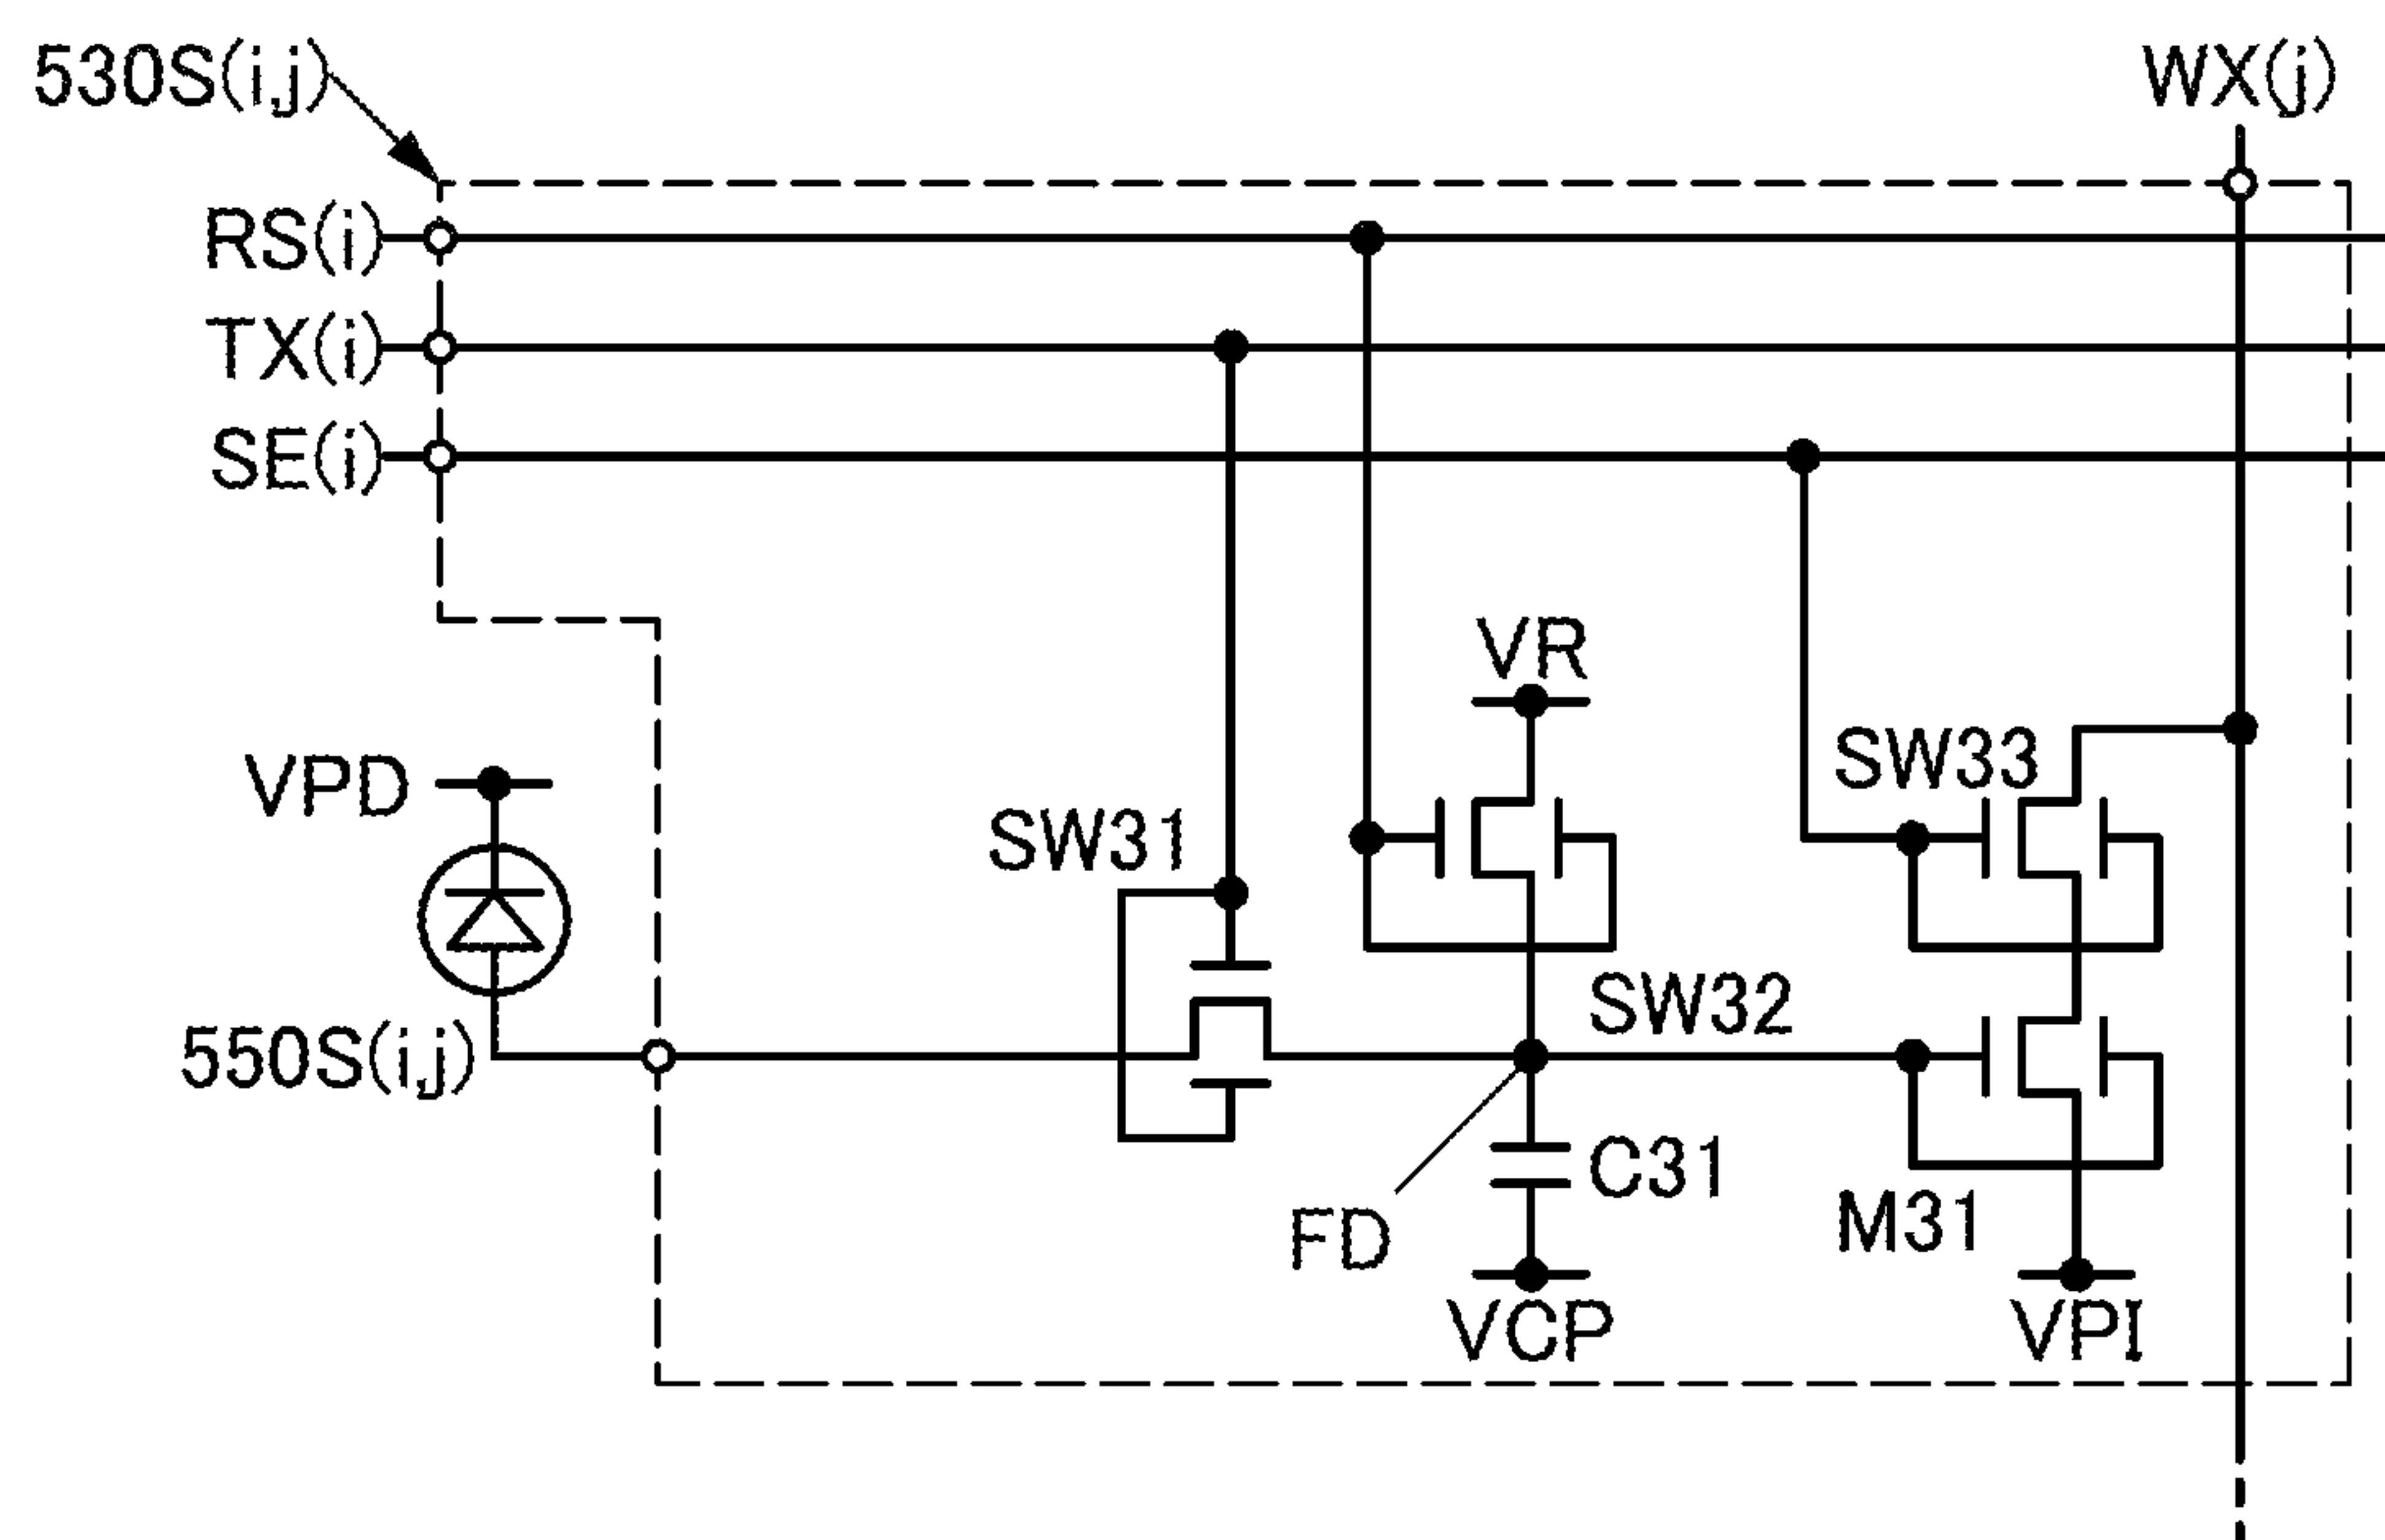 530S(i,j)
WX(j)
RS(i)
TX(i)
SE(i)
VR
VPD
SW33
SW31
SW32
550S(i,j)
C31
FD
M31
VCP
VPI